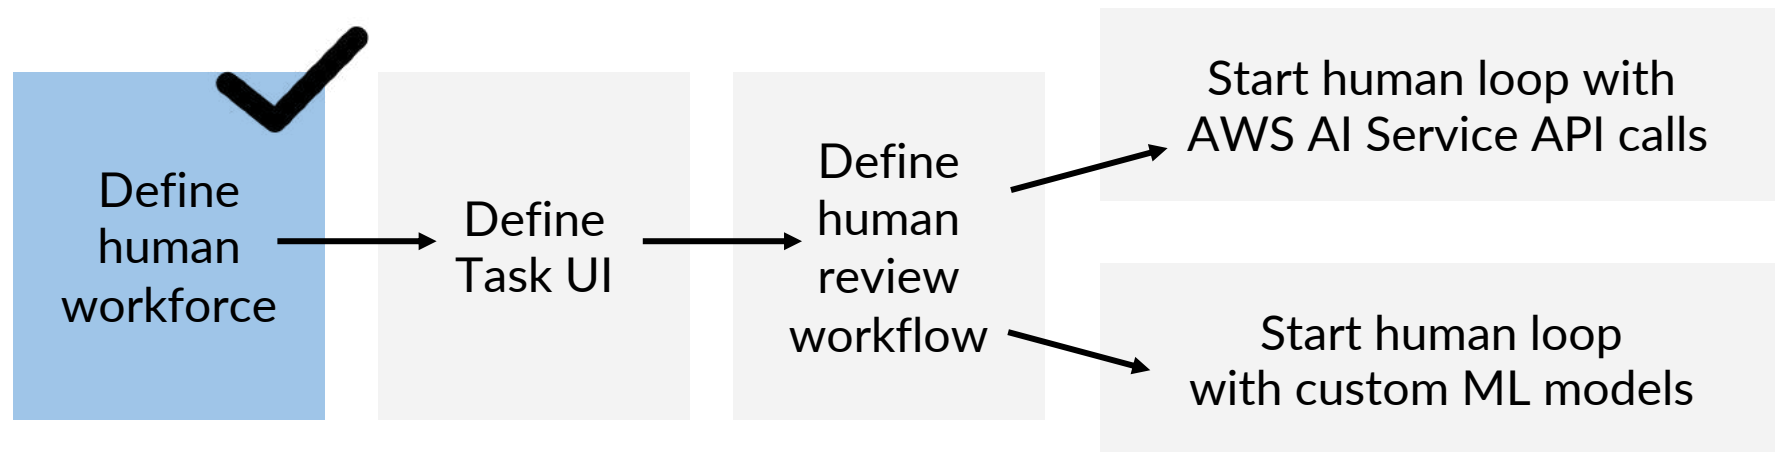 Define
human
workforce
Define
Task UI
Define
human
review
workflow
Start human loop with
AWS AI Service API calls
Start human loop
with custom ML models